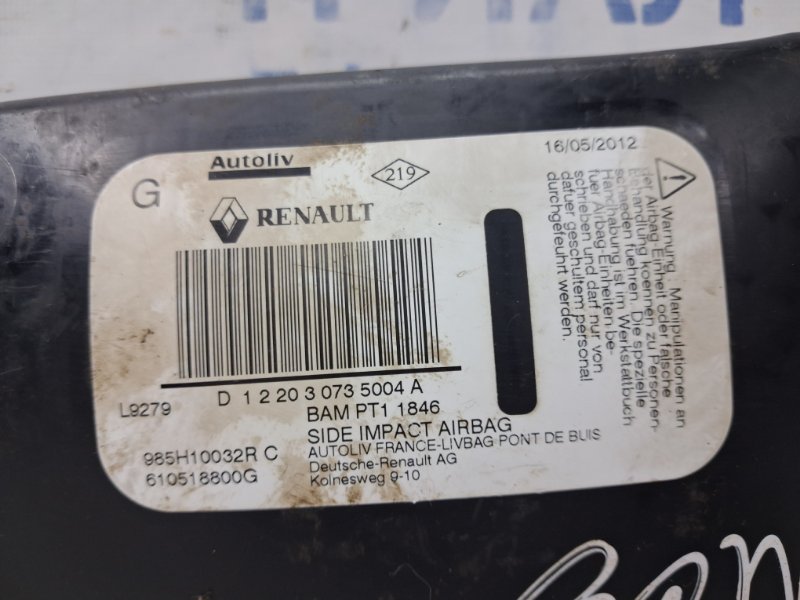 G
Autoliv
219
RENAULT
16/05/2012
D 12 20 3 073 5004 A
L9279
BAM PT1 1846
SIDE IMPACT AIRBAG
985H10032R C
AUTOLIV FRANCE-LIVBAG PONT DE BUIS
610518800G
Deutsche-Renault AG
Kolnesweg 9-10
Warnung. Manipulationen an
der Airbag Einheit oder falsche
Behandlung koennen zu Personen-
schaeden fuehren. Die spezielle
Handhabung ist im Werkstattbuch
fuer Airbag-Einheiten be-
schrieben und darf nur von
dafuer geschultem personal
durchgefeuhrt werden.